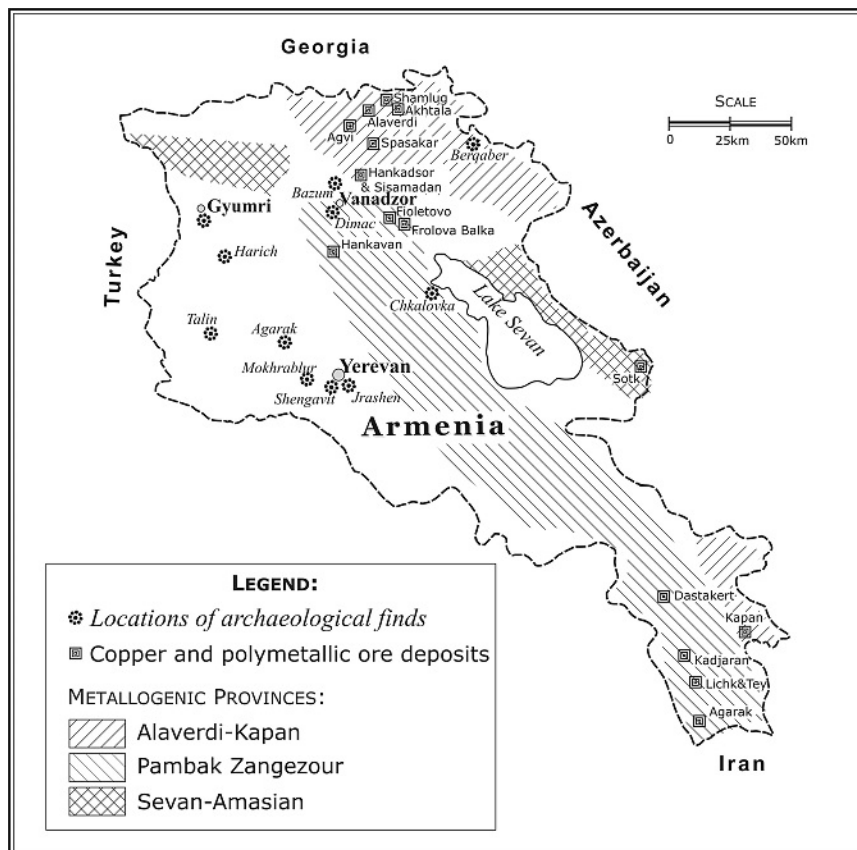 Georgia
Shamlug
Akhtala
Alaverdi
Agvi
Spasakar
Berqaber
SCALE
0 25km 50km
Hankadsor
& Sisamadan
Bazum
Vanadzor
Gyumri
Dimac
Fioletovo
Frolova Balka
Hankavan
Harich
Azerbaijan
Turkey
Lake Sevan
Chkalovka
Talin
Agarak
Mokhrablur
Yerevan
Shengavit
Jrashen
Sotk
Armenia
Dastakert
Kapan
Kadjaran
Lichk&Tey
Agarak
Iran
LEGEND:
Locations of archaeological finds
Copper and polymetallic ore deposits
METALLOGENIC PROVINCES:
Alaverdi-Kapan
Pambak Zangezour
Sevan-Amasian